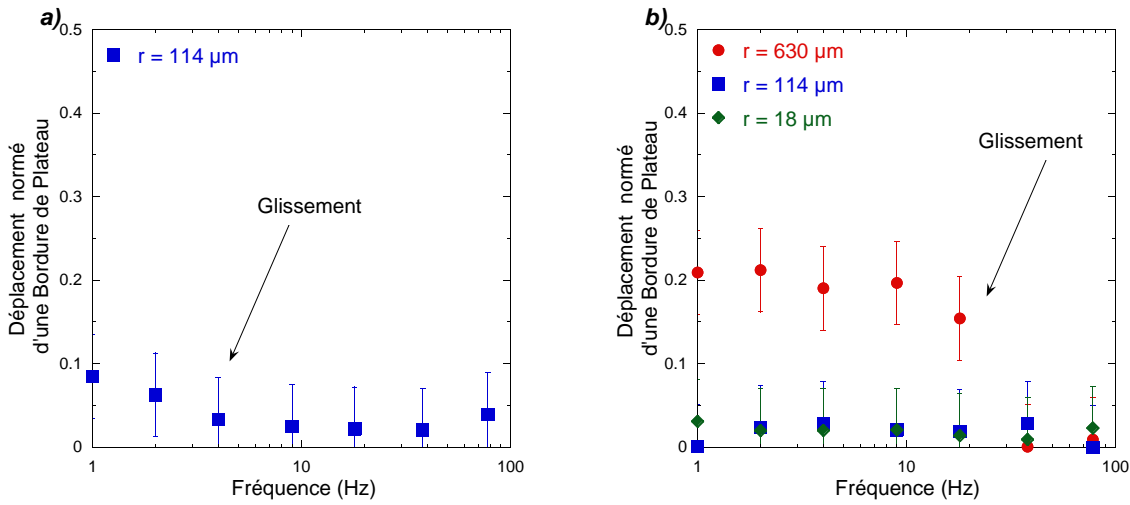 a)
r = 114 µm
Glissement
0.5
0.4
0.3
0.2
0.1
0
1
10
100
Fréquence (Hz)
Déplacement normé
d'une Bordure de Plateau
b)
r = 630 µm
r = 114 µm
r = 18 µm
Glissement
0.5
0.4
0.3
0.2
0.1
0
1
10
100
Fréquence (Hz)
Déplacement normé
d'une Bordure de Plateau